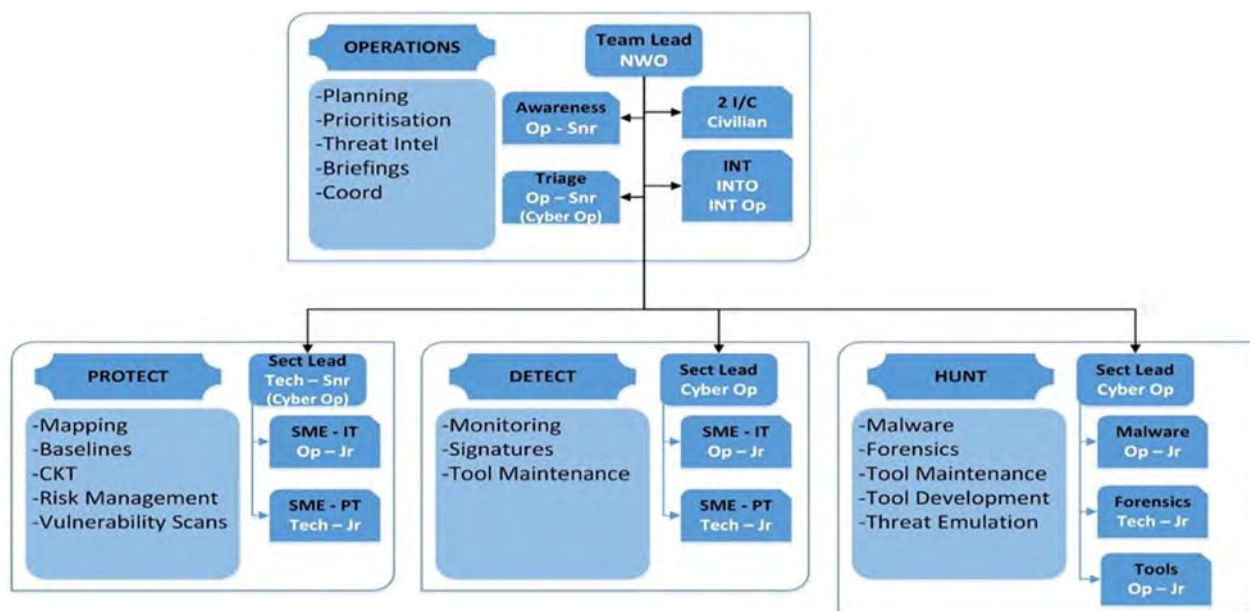 OPERATIONS
-Planning
-Prioritisation
-Threat Intel
-Briefings
-Coord
Team Lead
NWO
Awareness
Op - Snr
2 I/C
Civilian
Triage
Op – Snr
(Cyber Op)
INT
INTO
INT Op
PROTECT
-Mapping
-Baselines
-CKT
-Risk Management
-Vulnerability Scans
Sect Lead
Tech – Snr
(Cyber Op)
SME - IT
Op – Jr
SME - PT
Tech – Jr
DETECT
-Monitoring
-Signatures
-Tool Maintenance
Sect Lead
Cyber Op
SME - IT
Op – Jr
SME - PT
Tech – Jr
HUNT
-Malware
-Forensics
-Tool Maintenance
-Tool Development
-Threat Emulation
Sect Lead
Cyber Op
Malware
Op – Jr
Forensics
Tech – Jr
Tools
Op – Jr